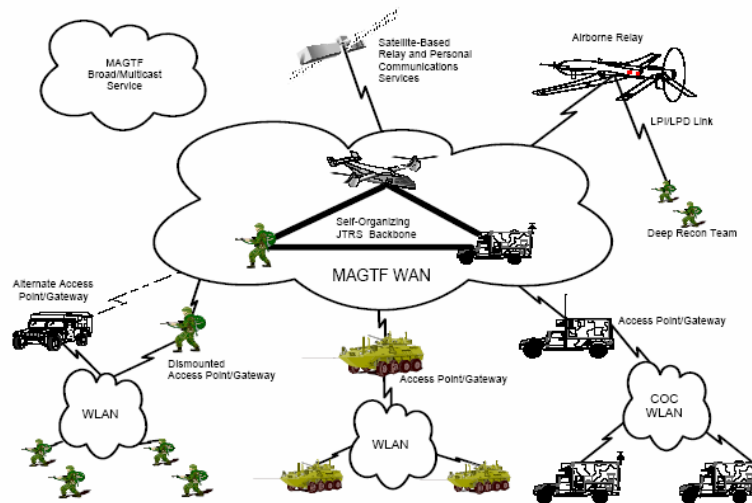 MAGTF
Broad/Multicast
Service
Satellite-Based
Relay and Personal
Communications
Services
Airborne Relay
LPI/LPD Link
Deep Recon Team
Self-Organizing
JTRS Backbone
MAGTF WAN
Alternate Access
Point/Gateway
Dismounted
Access Point/Gateway
Access Point/Gateway
Access Point/Gateway
WLAN
WLAN
COC
WLAN